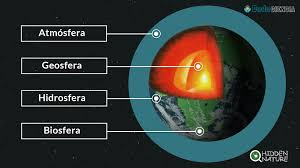 Atmósfera
Geosfera
Hidrosfera
Biosfera
HIDDEN
NATURE